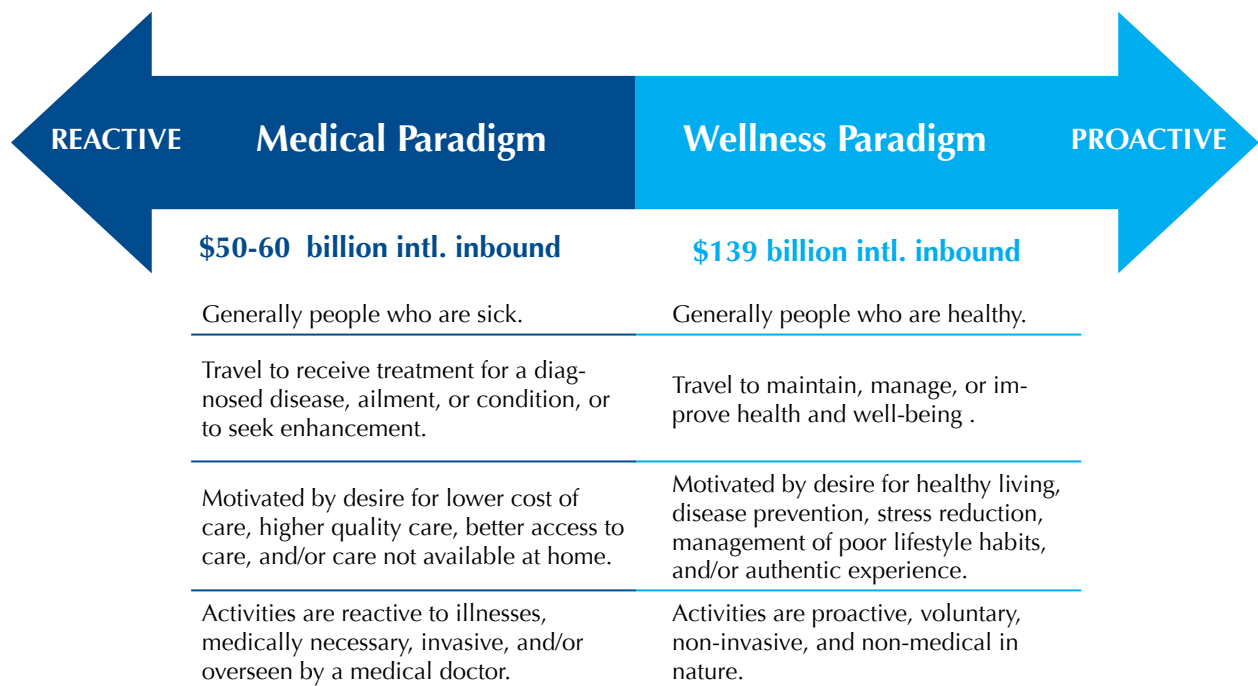 REACTIVE Medical Paradigm Wellness Paradigm PROACTIVE
$50-60 billion intl. inbound
$139 billion intl. inbound
Generally people who are sick.
Generally people who are healthy.
Travel to receive treatment for a diag-
nosed disease, ailment, or condition, or
to seek enhancement.
Travel to maintain, manage, or im-
prove health and well-being .
Motivated by desire for lower cost of
care, higher quality care, better access to
care, and/or care not available at home.
Motivated by desire for healthy living,
disease prevention, stress reduction,
management of poor lifestyle habits,
and/or authentic experience.
Activities are reactive to illnesses,
medically necessary, invasive, and/or
overseen by a medical doctor.
Activities are proactive, voluntary,
non-invasive, and non-medical in
nature.